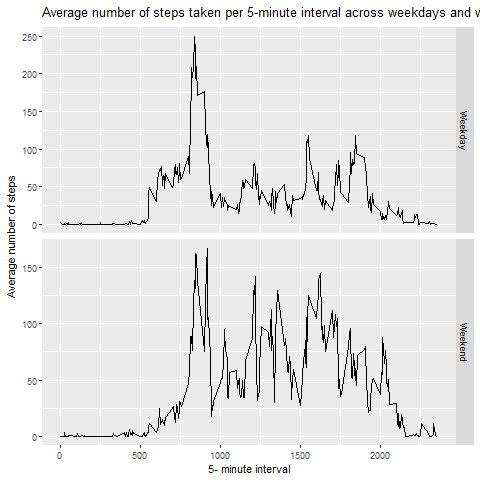 Average number of steps taken per 5-minute interval across weekdays and w
250
200
150
100
50
0
Weekday
150
100
50
0
Weekend
Average number of steps
0 500 1000 1500 2000
5- minute interval